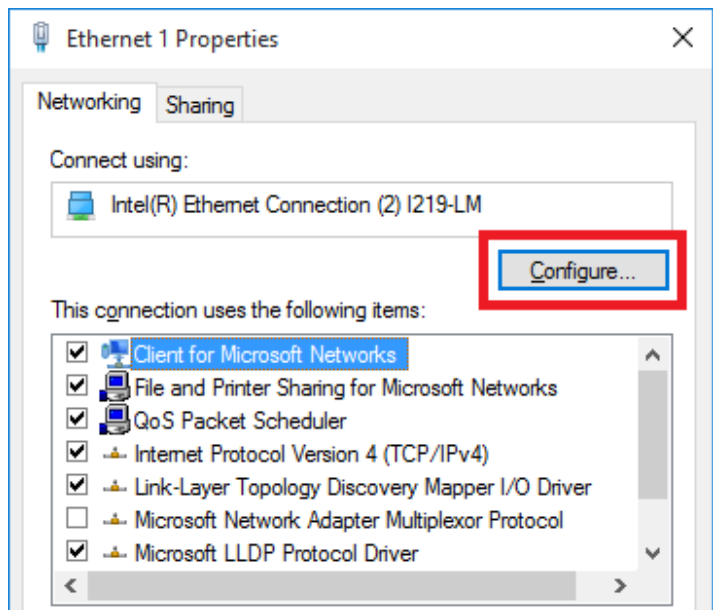 Ethernet 1 Properties
Networking
Sharing
Connect using:
Intel(R) Ethernet Connection (2) I219-LM
Configure...
This connection uses the following items:
Client for Microsoft Networks
File and Printer Sharing for Microsoft Networks
QoS Packet Scheduler
Internet Protocol Version 4 (TCP/IPv4)
Link-Layer Topology Discovery Mapper I/O Driver
Microsoft Network Adapter Multiplexor Protocol
Microsoft LLDP Protocol Driver